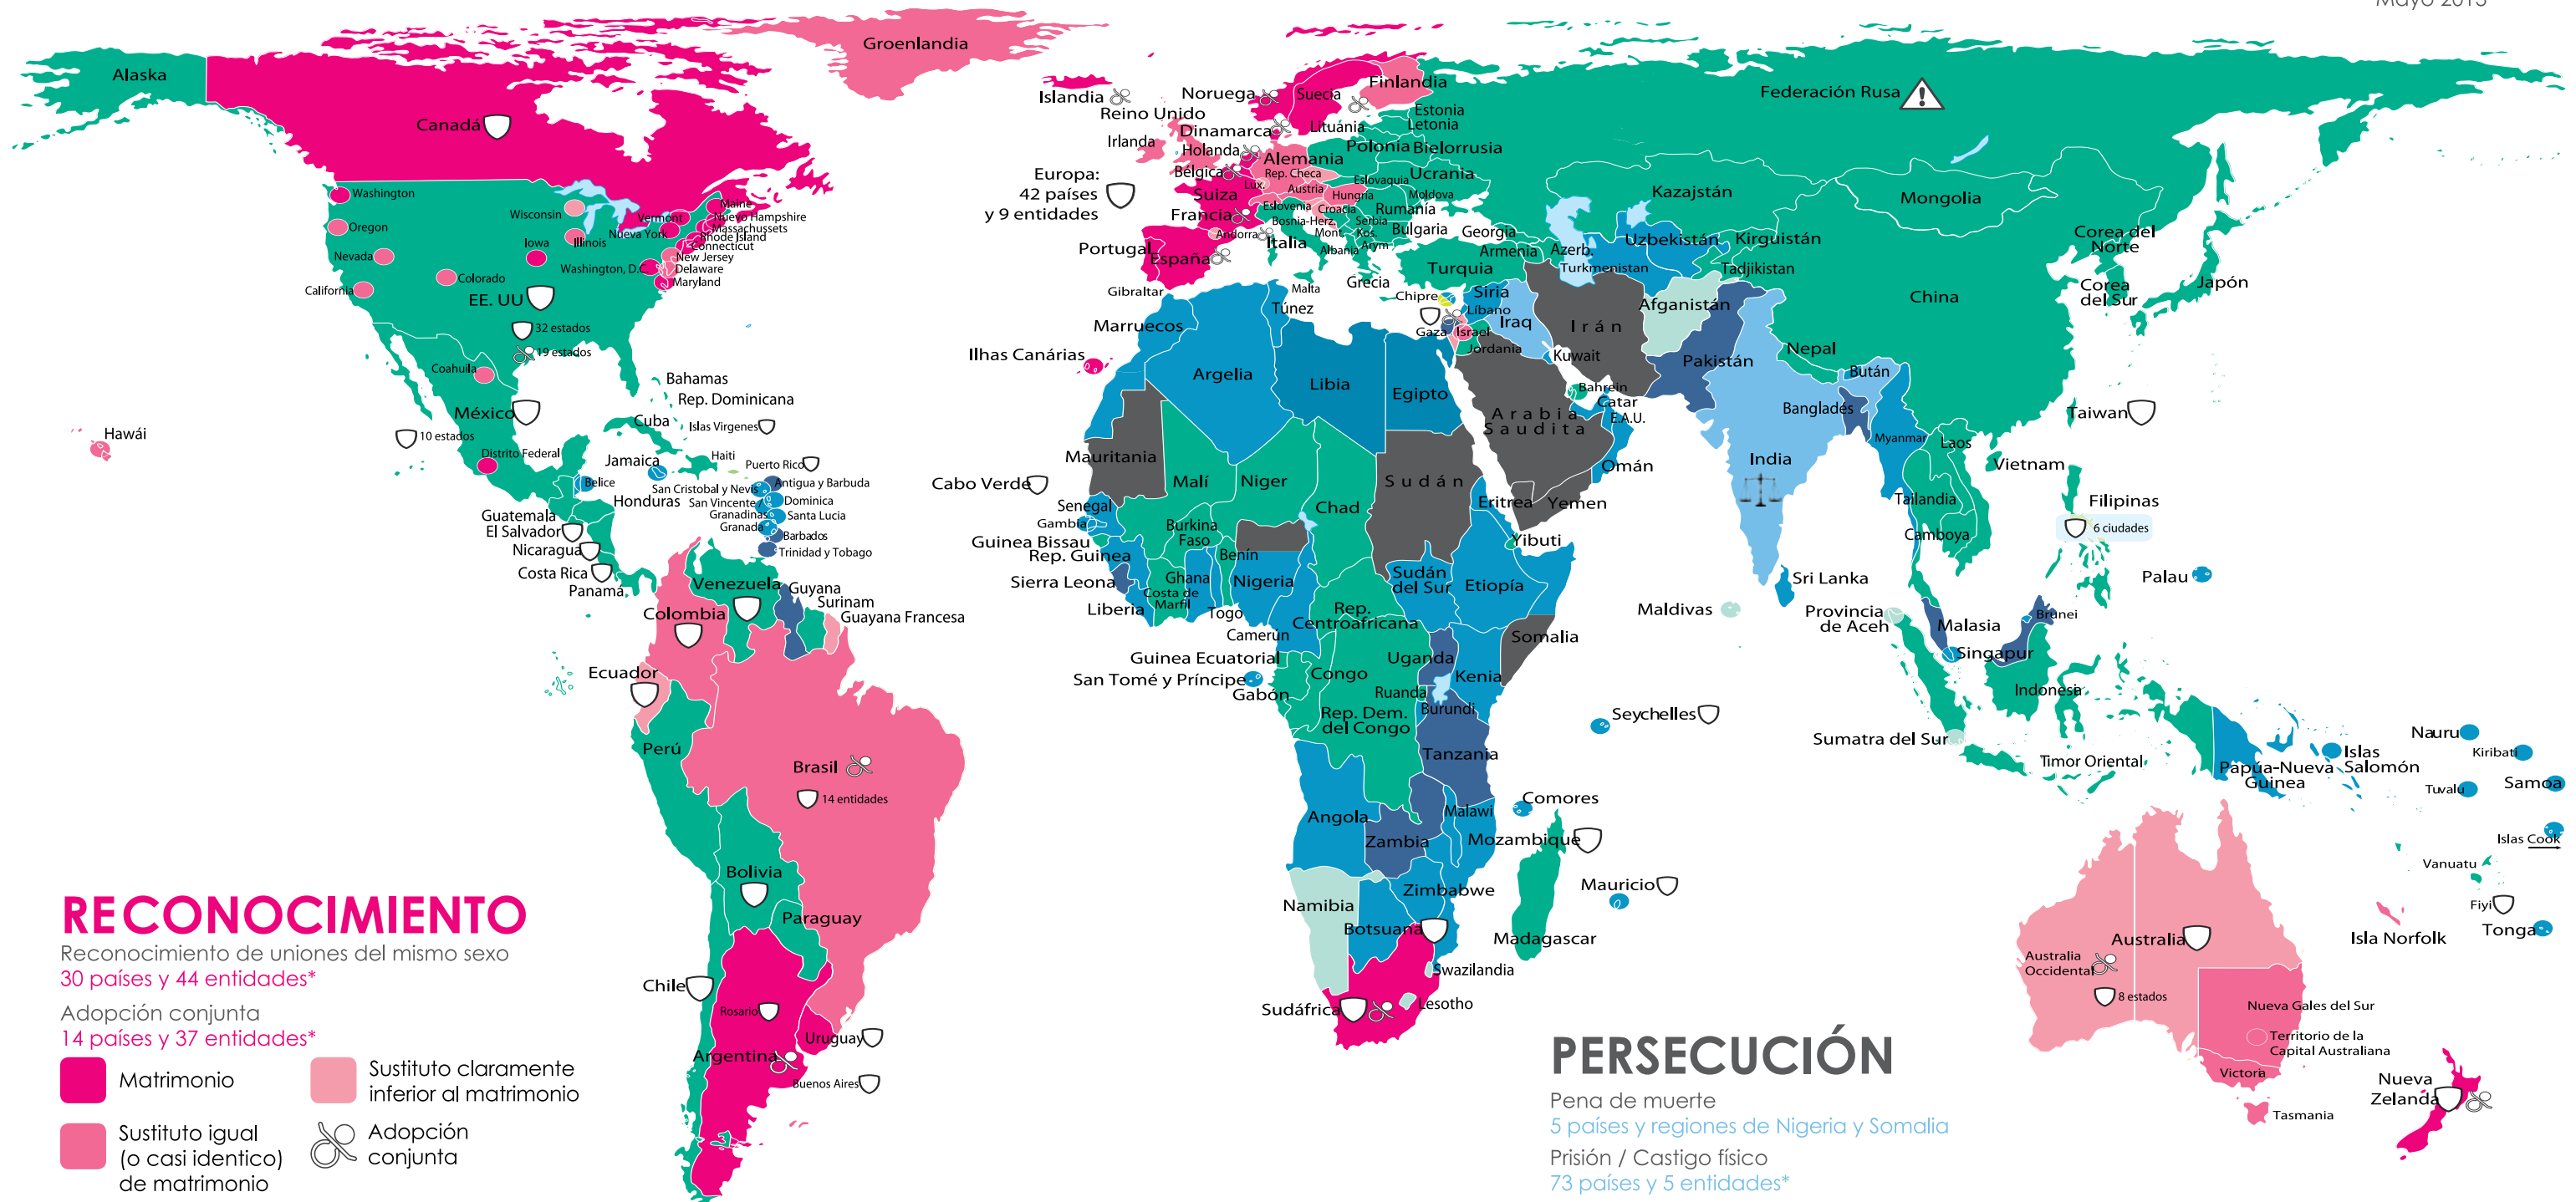 Mayo 2013
Groenlandia
Alaska
Canadá
Washington
Oregon
Nevada
California
Colorado
Wisconsin
Iowa
Illinois
Vermont
Nueva York
Maine
Nuevo Hampshire
Massachussets
Rhode Island
Connecticut
New Jersey
Delaware
Maryland
Washington, D.C.
EE. UU
32 estados
19 estados
Coahuila
México
10 estados
Distrito Federal
Hawái
Bahamas
Rep. Dominicana
Cuba
Islas Virgenes
Haiti
Puerto Rico
Jamaica
Belice
Honduras
San Cristobal y Nevis
San Vincente
Granadinas
Granada
Antigua y Barbuda
Dominica
Santa Lucia
Barbados
Trinidad y Tobago
Guatemala
El Salvador
Nicaragua
Costa Rica
Panamá
Venezuela
Guyana
Surinam
Guayana Francesa
Colombia
Ecuador
Perú
Brasil
14 entidades
Bolivia
Paraguay
Chile
Rosario
Uruguay
Argentina
Buenos Aires
Islandia
Noruega
Suecia
Finlandia
Reino Unido
Irlanda
Dinamarca
Holanda
Bélgica
Lux.
Alemania
Rep. Checa
Estonia
Letonia
Lituánia
Polonia
Bielorrusia
Ucrania
Eslovaquia
Austria
Hungria
Moldova
Suiza
Francia
Eslovenia
Croacia
Rumanía
Bosnia-Herz.
Serbia
Mont.
Kos.
Bulgaria
Andorra
Italia
Albania
Arym
Europa:
42 países
y 9 entidades
Portugal
España
Gibraltar
Malta
Grecia
Turquia
Georgia
Armenia
Azerb.
Chipre
Siria
Líbano
Gaza
Israel
Jordania
Iraq
Irán
Kuwait
Bahrein
Catar
E.A.U.
Arabia
Saudita
Omán
Yemen
Federación Rusa
Kazajstán
Mongolia
Uzbekistán
Kirguistán
Turkmenistan
Tadjikistan
Afganistán
Pakistán
Nepal
Bután
Bangladés
India
Myanmar
Laos
China
Corea del
Norte
Corea
del Sur
Japón
Taiwan
Vietnam
Tailandia
Camboya
Filipinas
6 ciudades
Palau
Sri Lanka
Maldivas
Provincia
de Aceh
Malasia
Brunei
Singapur
Indonesia
Sumatra del Sur
Timor Oriental
Papúa-Nueva
Guinea
Islas
Salomón
Nauru
Kiribati
Tuvalu
Samoa
Islas Cook
Vanuatu
Fiyi
Tonga
Isla Norfolk
Australia
Australia
Occidental
8 estados
Nueva Gales del Sur
Territorio de la
Capital Australiana
Victoria
Tasmania
Nueva
Zelanda
Ilhas Canárias
Marruecos
Túnez
Argelia
Libia
Egipto
Mauritania
Malí
Niger
Chad
Sudán
Eritrea
Yibuti
Cabo Verde
Senegal
Gambia
Guinea Bissau
Rep. Guinea
Sierra Leona
Liberia
Burkina
Faso
Ghana
Costa de
Marfil
Togo
Benín
Nigeria
Camerun
Rep.
Centroafricana
Sudán
del Sur
Etiopía
Somalia
Guinea Ecuatorial
San Tomé y Príncipe
Gabón
Congo
Uganda
Kenia
Ruanda
Burundi
Rep. Dem.
del Congo
Tanzania
Seychelles
Comores
Angola
Zambia
Malawi
Mozambique
Mauricio
Zimbabwe
Namibia
Botsuana
Madagascar
Swazilandia
Lesotho
Sudáfrica
RECONOCIMIENTO
Reconocimiento de uniones del mismo sexo
30 países y 44 entidades*
Adopción conjunta
14 países y 37 entidades*
Matrimonio
Sustituto claramente
inferior al matrimonio
Sustituto igual
(o casi identico)
de matrimonio
Adopción
conjunta
PERSECUCIÓN
Pena de muerte
5 países y regiones de Nigeria y Somalia
Prisión / Castigo físico
73 países y 5 entidades*